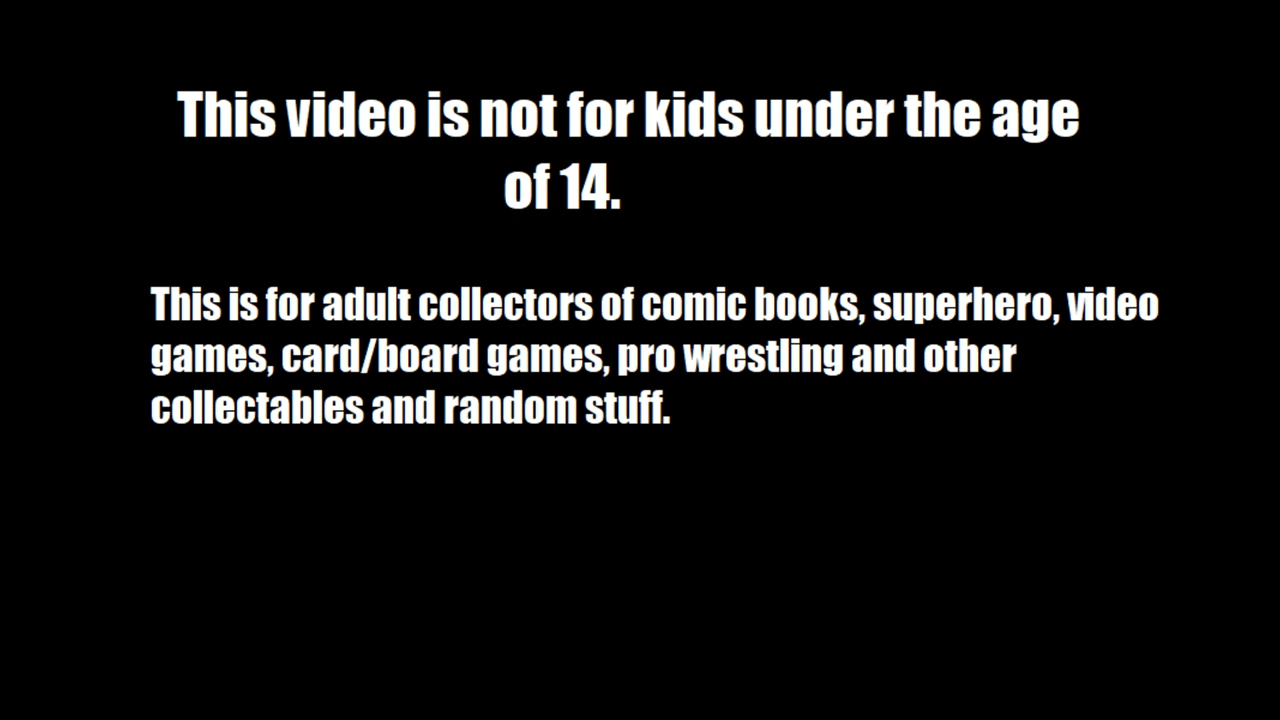 This video is not for kids under the age
of 14.
This is for adult collectors of comic books, superhero, video
games, card/board games, pro wrestling and other
collectables and random stuff.